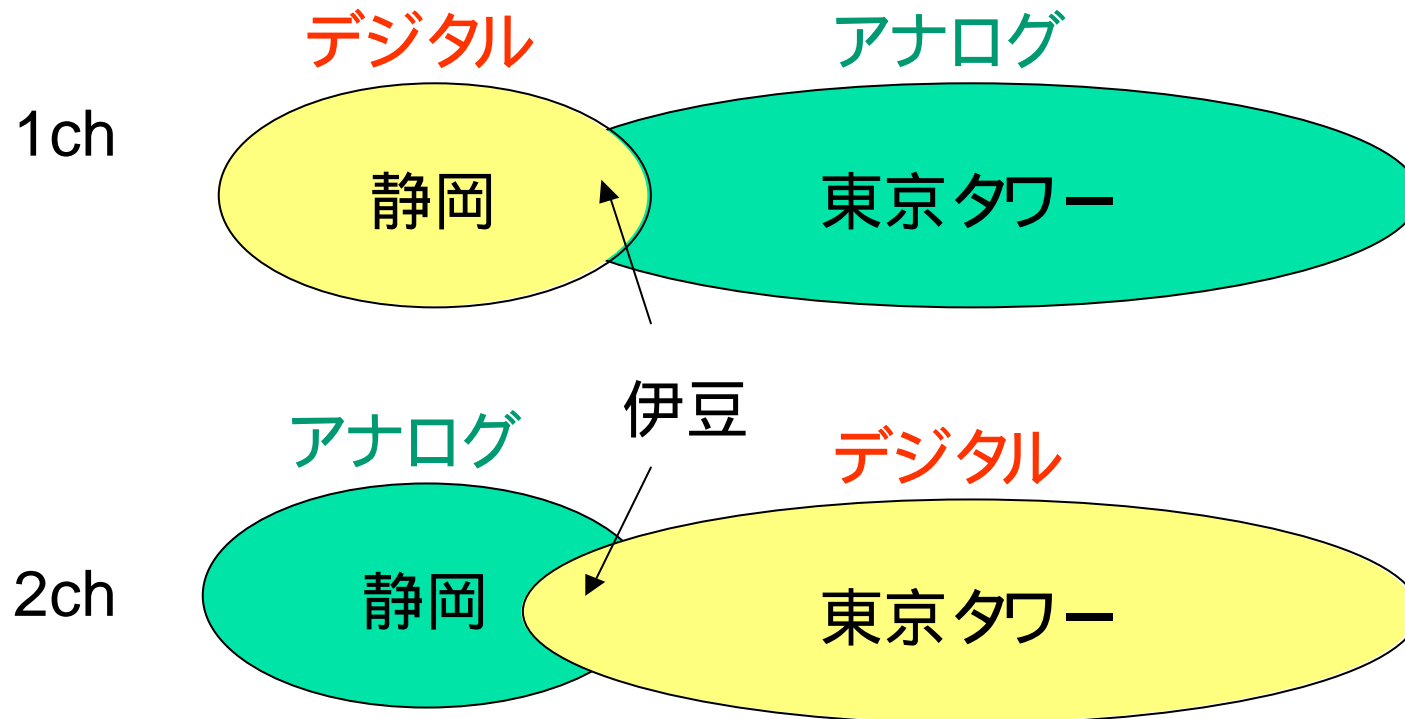 デジタル アナログ
1ch 静岡 東京タワー
伊豆
アナログ デジタル
2ch 静岡 東京タワー